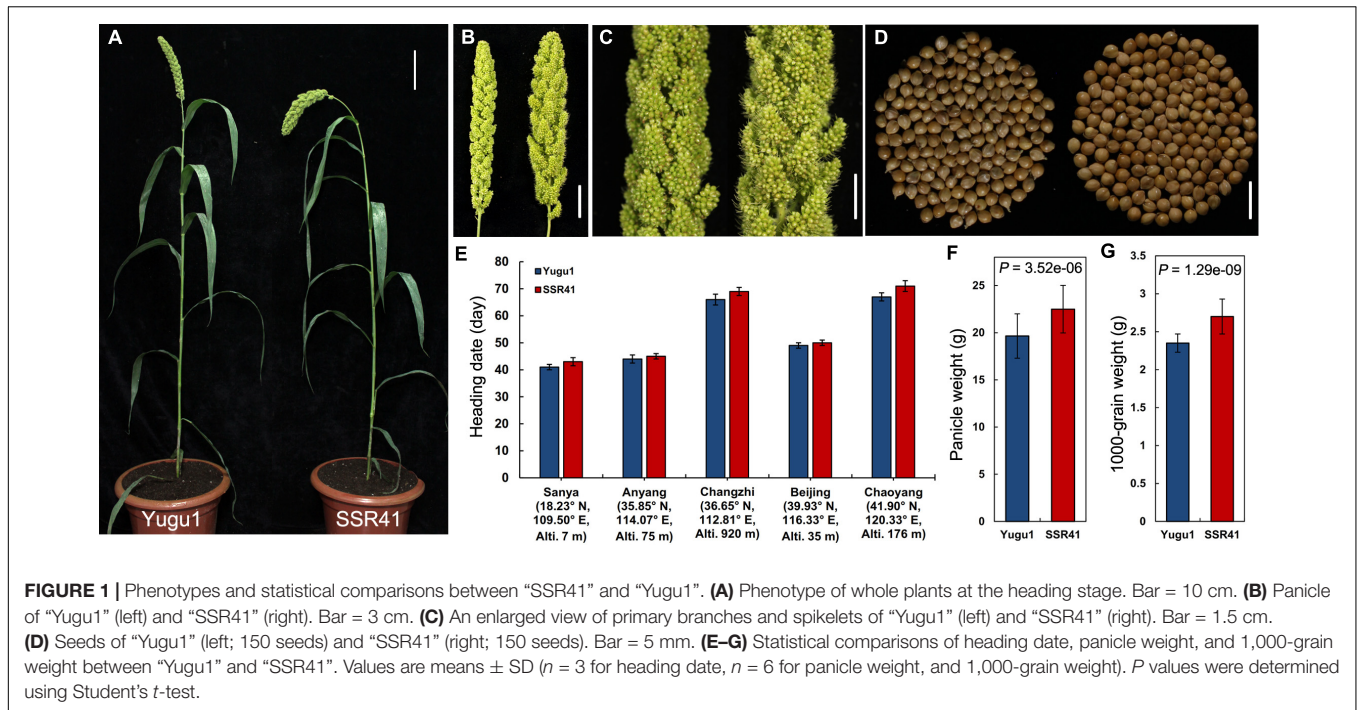 A
Yugu1
SSR41
B
C
D
E
Heading date (day)
80
70
60
50
40
30
20
10
0
Yugu1
SSR41
Sanya
(18.23° N,
109.50° E,
Alti. 7 m)
Anyang
(35.85° N,
114.07° E,
Alti. 75 m)
Changzhi
(36.65° N,
112.81° E,
Alti. 920 m)
Beijing
(39.93° N,
116.33° E,
Alti. 35 m)
Chaoyang
(41.90° N,
120.33° E,
Alti. 176 m)
F
P = 3.52e-06
Panicle weight (g)
25
20
15
10
5
0
Yugu1 SSR41
G
P = 1.29e-09
1000-grain weight (g)
3.5
3
2.5
2
1.5
1
0.5
0
Yugu1 SSR41
FIGURE 1 | Phenotypes and statistical comparisons between “SSR41” and “Yugu1”. (A) Phenotype of whole plants at the heading stage. Bar = 10 cm. (B) Panicle
of “Yugu1” (left) and “SSR41” (right). Bar = 3 cm. (C) An enlarged view of primary branches and spikelets of “Yugu1” (left) and “SSR41” (right). Bar = 1.5 cm.
(D) Seeds of “Yugu1” (left; 150 seeds) and “SSR41” (right; 150 seeds). Bar = 5 mm. (E–G) Statistical comparisons of heading date, panicle weight, and 1,000-grain
weight between “Yugu1” and “SSR41”. Values are means ± SD (n = 3 for heading date, n = 6 for panicle weight, and 1,000-grain weight). P values were determined
using Student’s t-test.